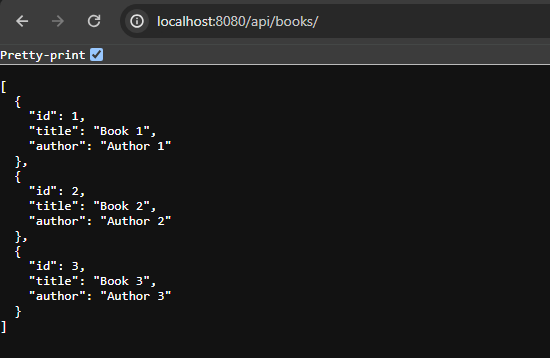 localhost:8080/api/books/
Pretty-print
[
  {
    "id": 1,
    "title": "Book 1",
    "author": "Author 1"
  },
  {
    "id": 2,
    "title": "Book 2",
    "author": "Author 2"
  },
  {
    "id": 3,
    "title": "Book 3",
    "author": "Author 3"
  }
]